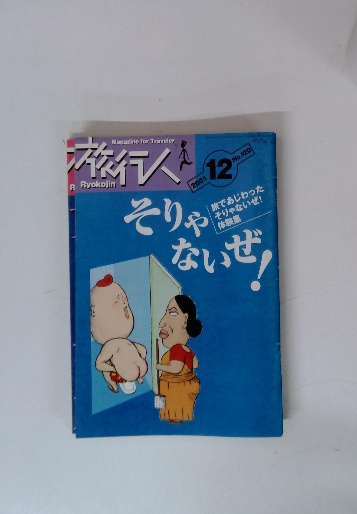 Magazine for Traveler
旅行人
Ryokojin
R
2001
12
No.120
旅であじわった
そりゃないぜ!
体験集
そりゃ
ないぜ!